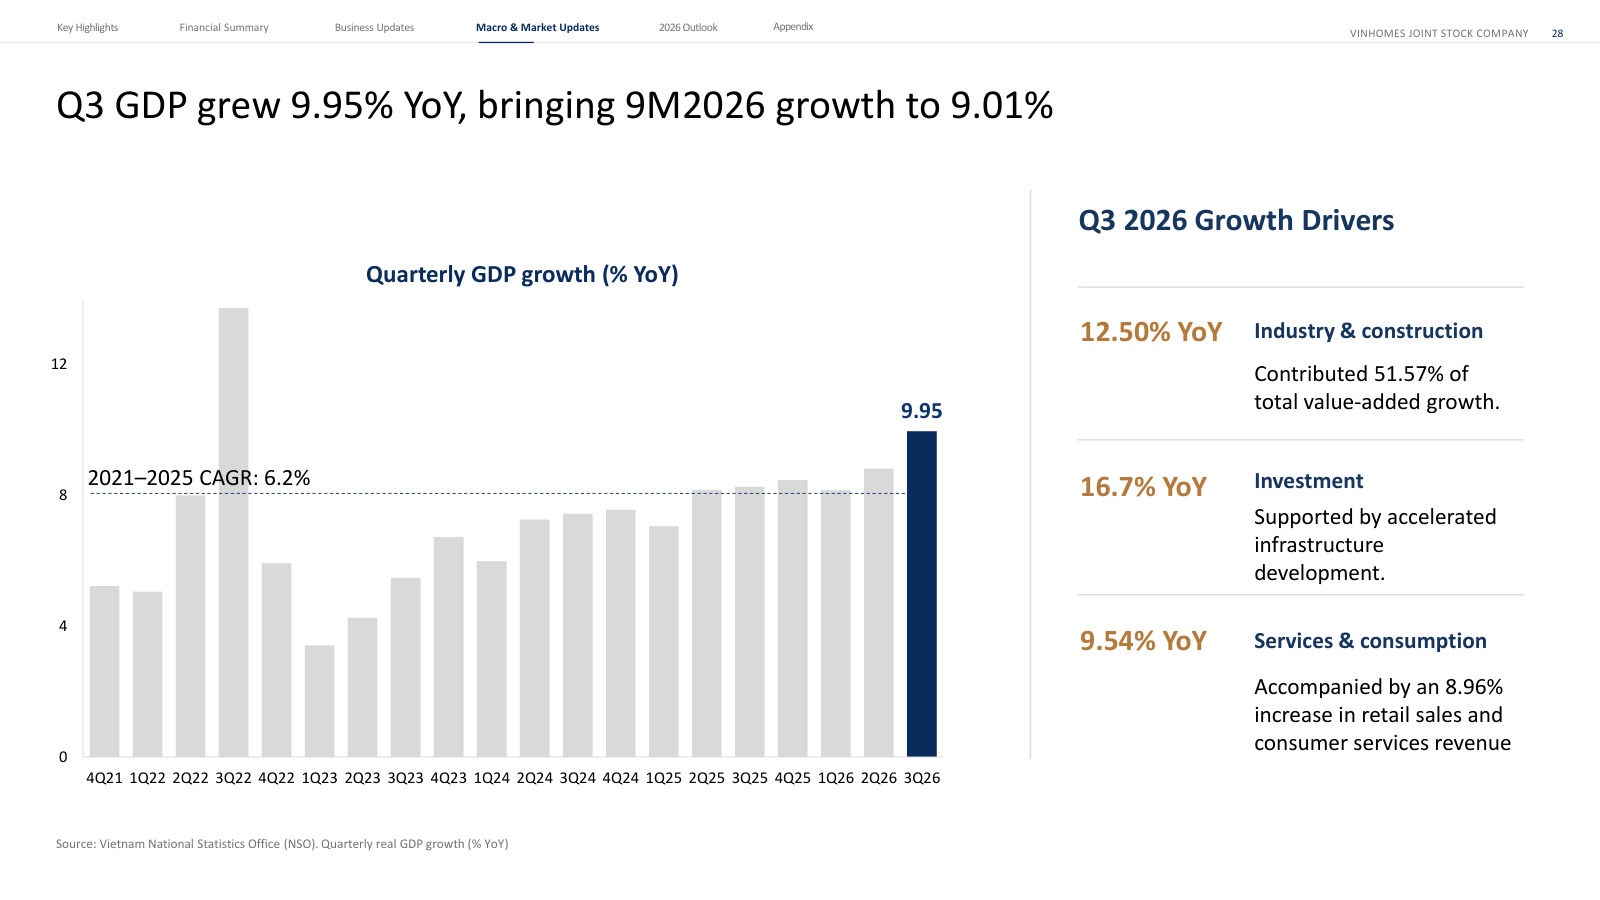 Key Highlights
Financial Summary
Business Updates
Macro & Market Updates
2026 Outlook
Appendix
VINHOMES JOINT STOCK COMPANY
28
Q3 GDP grew 9.95% YoY, bringing 9M2026 growth to 9.01%
Quarterly GDP growth (% YoY)
12
8
4
0
9.95
2021–2025 CAGR: 6.2%
4Q21 1Q22 2Q22 3Q22 4Q22 1Q23 2Q23 3Q23 4Q23 1Q24 2Q24 3Q24 4Q24 1Q25 2Q25 3Q25 4Q25 1Q26 2Q26 3Q26
Q3 2026 Growth Drivers
12.50% YoY
Industry & construction
Contributed 51.57% of
total value-added growth.
16.7% YoY
Investment
Supported by accelerated
infrastructure
development.
9.54% YoY
Services & consumption
Accompanied by an 8.96%
increase in retail sales and
consumer services revenue
Source: Vietnam National Statistics Office (NSO). Quarterly real GDP growth (% YoY)